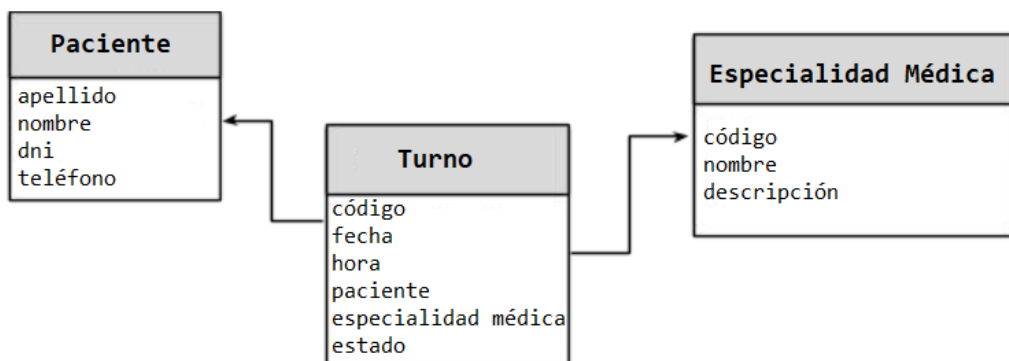 Paciente
apellido
nombre
dni
teléfono
Turno
código
fecha
hora
paciente
especialidad médica
estado
Especialidad Médica
código
nombre
descripción